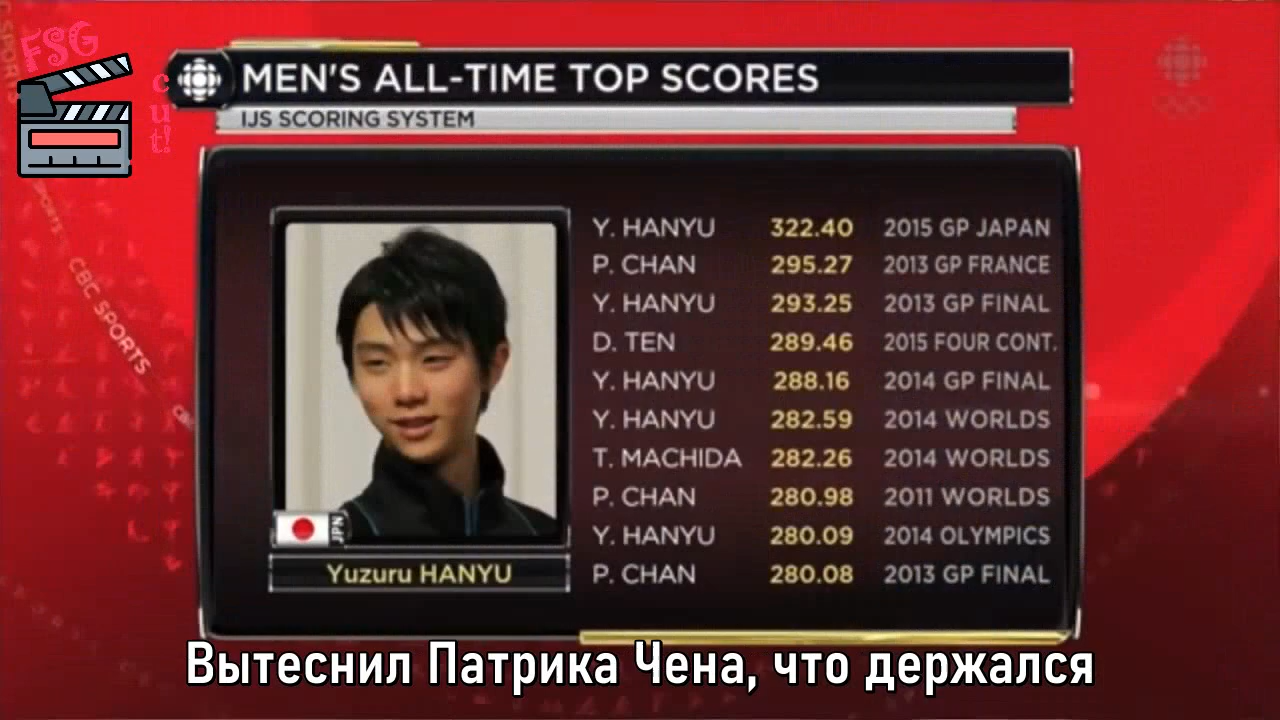 FSG
cut!
MEN'S ALL-TIME TOP SCORES
IJS SCORING SYSTEM
Y. HANYU 322.40 2015 GP JAPAN
P. CHAN 295.27 2013 GP FRANCE
Y. HANYU 293.25 2013 GP FINAL
D. TEN 289.46 2015 FOUR CONT.
Y. HANYU 288.16 2014 GP FINAL
Y. HANYU 282.59 2014 WORLDS
T. MACHIDA 282.26 2014 WORLDS
P. CHAN 280.98 2011 WORLDS
Y. HANYU 280.09 2014 OLYMPICS
P. CHAN 280.08 2013 GP FINAL
JPN
Yuzuru HANYU
CBC SPORTS
Вытеснил Патрика Чена, что держался